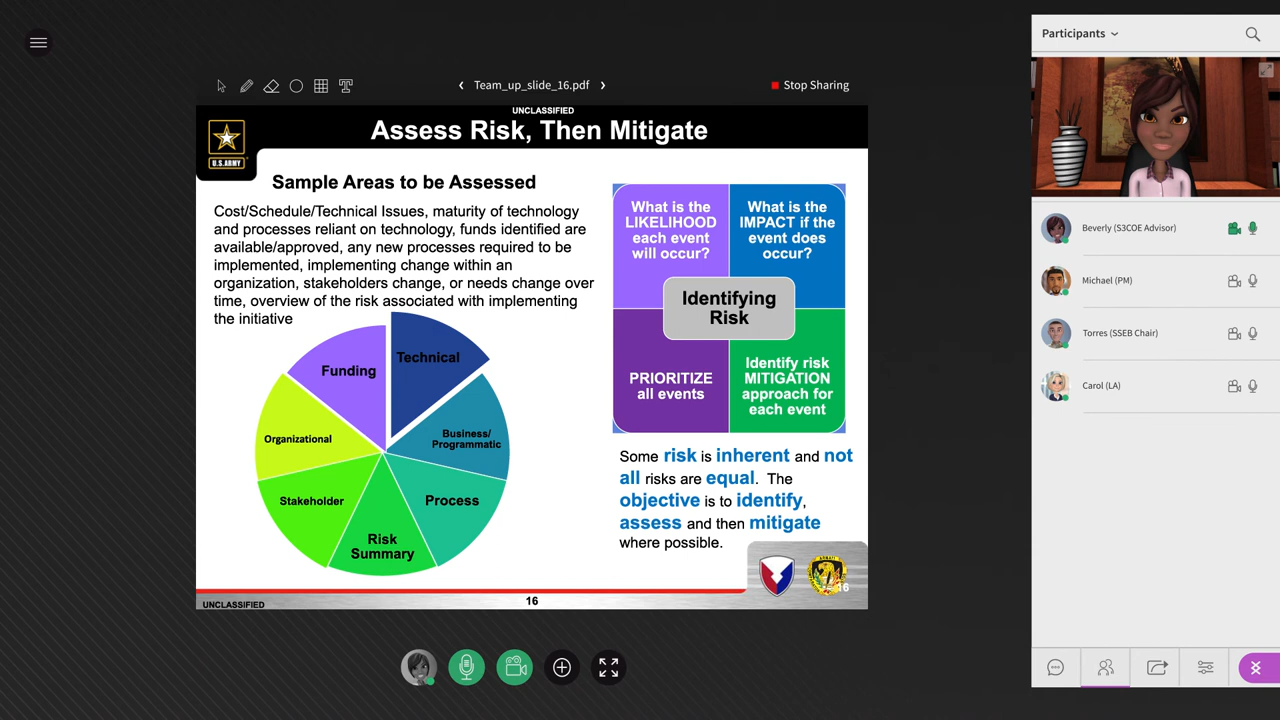 Participants
Team_up_slide_16.pdf
Stop Sharing
UNCLASSIFIED
Assess Risk, Then Mitigate
U.S.ARMY
Sample Areas to be Assessed
Cost/Schedule/Technical Issues, maturity of technology
and processes reliant on technology, funds identified are
available/approved, any new processes required to be
implemented, implementing change within an
organization, stakeholders change, or needs change over
time, overview of the risk associated with implementing
the initiative
Technical
Business/
Programmatic
Process
Risk
Summary
Stakeholder
Organizational
Funding
What is the
LIKELIHOOD
each event
will occur?
What is the
IMPACT if the
event does
occur?
Identifying
Risk
PRIORITIZE
all events
Identify risk
MITIGATION
approach for
each event
Some risk is inherent and not
all risks are equal. The
objective is to identify,
assess and then mitigate
where possible.
16
UNCLASSIFIED
16
Beverly (S3COE Advisor)
Michael (PM)
Torres (SSEB Chair)
Carol (LA)